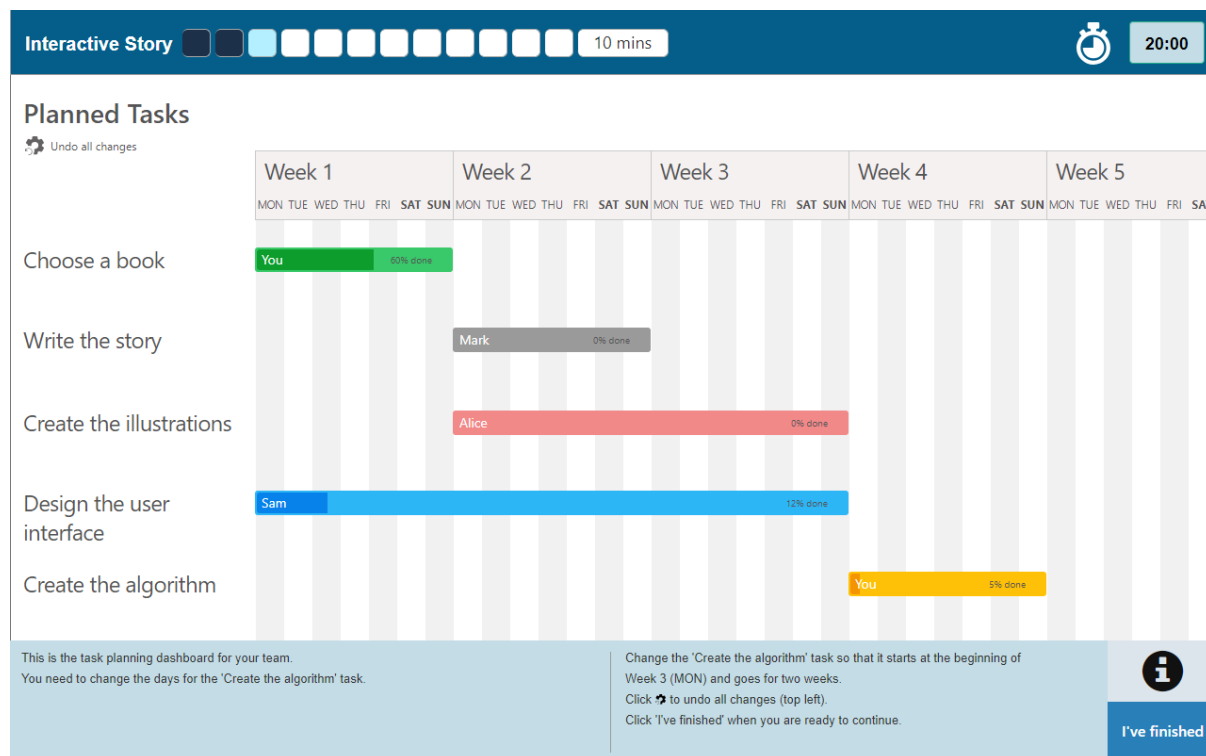 Interactive Story 10 mins 20:00
Planned Tasks
Undo all changes
Week 1 Week 2 Week 3 Week 4 Week 5
MON TUE WED THU FRI SAT SUN MON TUE WED THU FRI SAT SUN MON TUE WED THU FRI SAT SUN MON TUE WED THU FRI SAT SUN MON TUE WED THU FRI SA
Choose a book You 60% done
Write the story Mark 0% done
Create the illustrations Alice 0% done
Design the user Sam 12% done
interface
Create the algorithm You 5% done
This is the task planning dashboard for your team.
You need to change the days for the 'Create the algorithm' task.
Change the 'Create the algorithm' task so that it starts at the beginning of
Week 3 (MON) and goes for two weeks.
Click to undo all changes (top left).
Click 'I've finished' when you are ready to continue.
I've finished